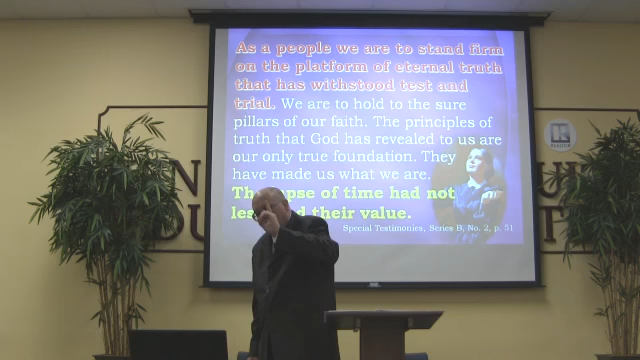 As a people we are to stand firm
on the platform of eternal truth
that has withstood test and
trial. We are to hold to the sure
pillars of our faith. The principles of
truth that God has revealed to us are
our only true foundation. They
have made us what we are.
of time had not
their value.
Special Testimonies, Series B, No. 2, p. 51
R
REALTOR